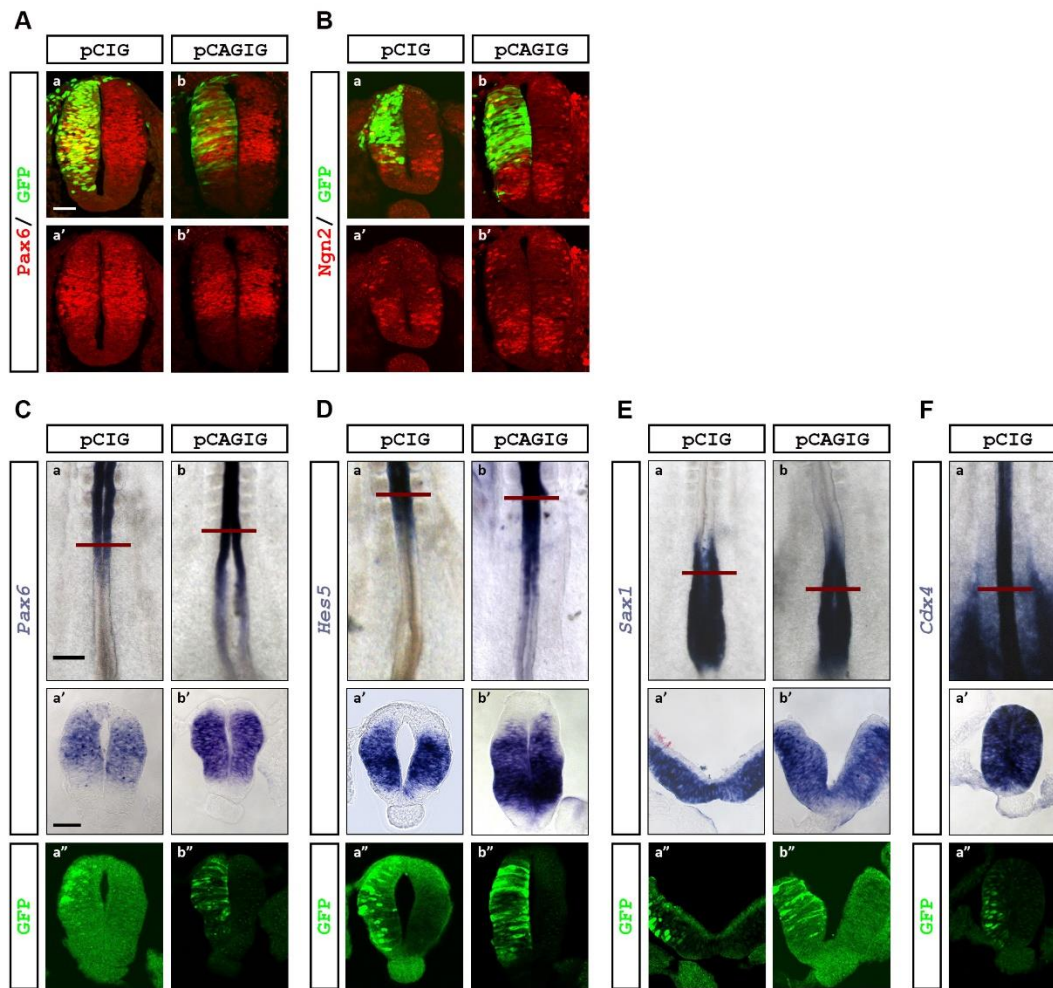 A
B
pCIG
pCAGIG
pCIG
pCAGIG
Pax6/ GFP
a
b
Ngn2/ GFP
a
b
a’
b’
a’
b’
C
D
E
F
pCIG
pCAGIG
pCIG
pCAGIG
pCIG
pCAGIG
pCIG
Pax6
a
b
Hes5
a
b
Sax1
a
b
Cdx4
a
a’
b’
a’
b’
a’
b’
a’
GFP
a”
b”
GFP
a”
b”
GFP
a”
b”
GFP
a”